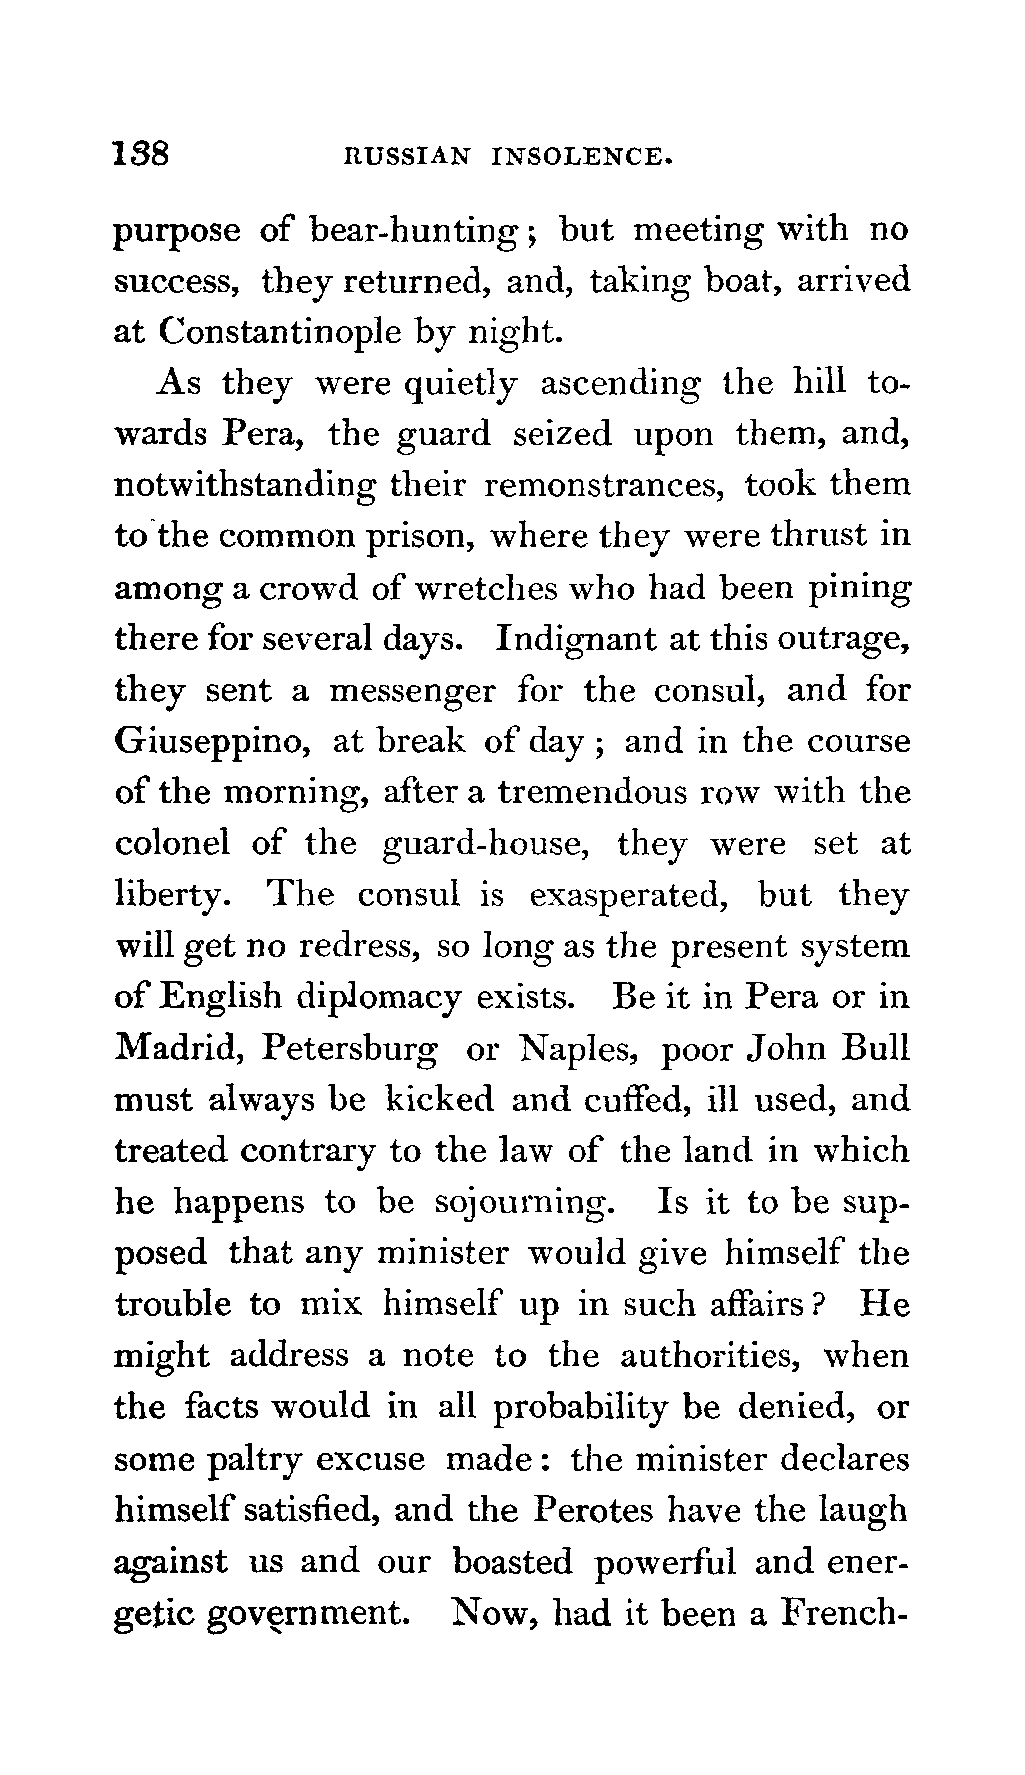 138 RUSSIAN INSOLENCE.
purpose of bear-hunting; but meeting with no
success, they returned, and, taking boat, arrived
at Constantinople by night.
As they were quietly ascending the hill to-
wards Pera, the guard seized upon them, and,
notwithstanding their remonstrances, took them
to the common prison, where they were thrust in
among a crowd of wretches who had been pining
there for several days. Indignant at this outrage,
they sent a messenger for the consul, and for
Giuseppino, at break of day; and in the course
of the morning, after a tremendous row with the
colonel of the guard-house, they were set at
liberty. The consul is exasperated, but they
will get no redress, so long as the present system
of English diplomacy exists. Be it in Pera or in
Madrid, Petersburg or Naples, poor John Bull
must always be kicked and cuffed, ill used, and
treated contrary to the law of the land in which
he happens to be sojourning. Is it to be sup-
posed that any minister would give himself the
trouble to mix himself up in such affairs? He
might address a note to the authorities, when
the facts would in all probability be denied, or
some paltry excuse made: the minister declares
himself satisfied, and the Perotes have the laugh
against us and our boasted powerful and ener-
getic government. Now, had it been a French-